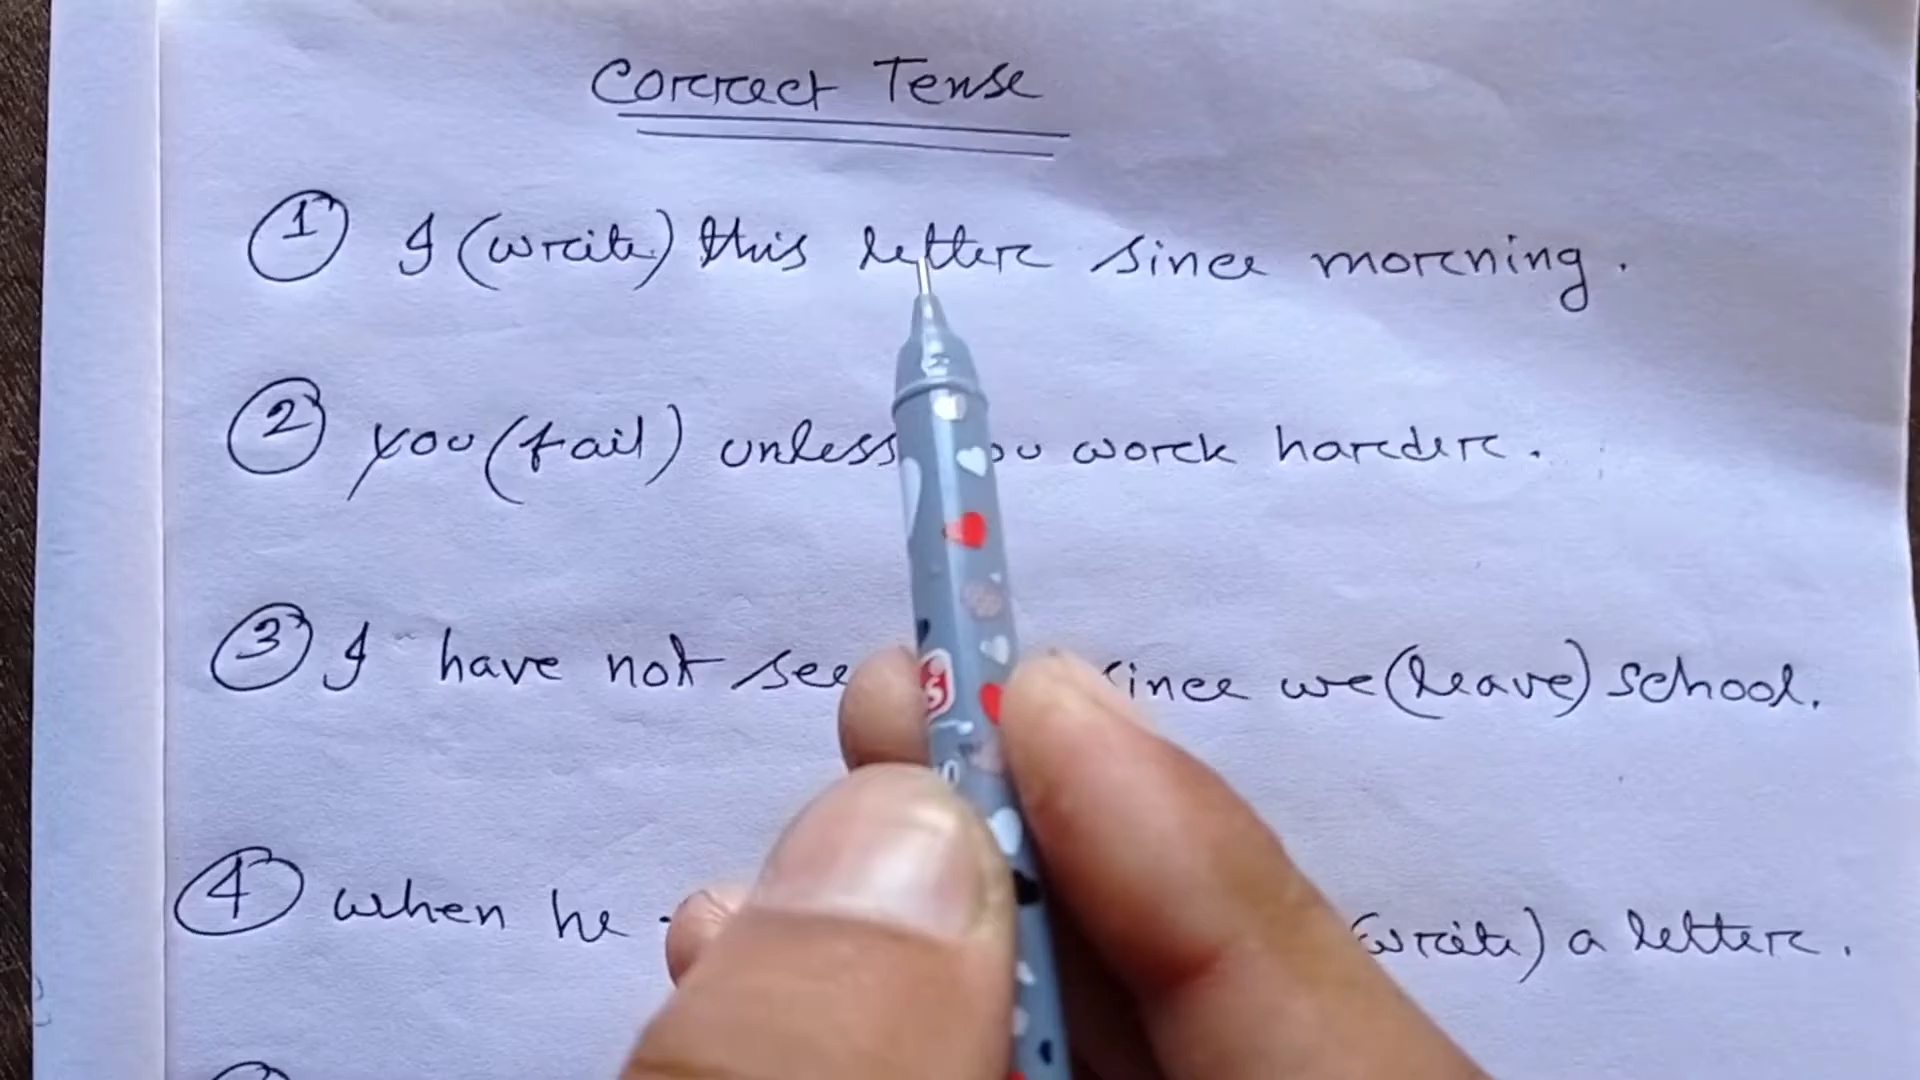 Correct Tense
① I (write) this letter since morning.
② you (fail) unless you work harder.
③ I have not see since we (leave) school.
④ when he (write) a letter.